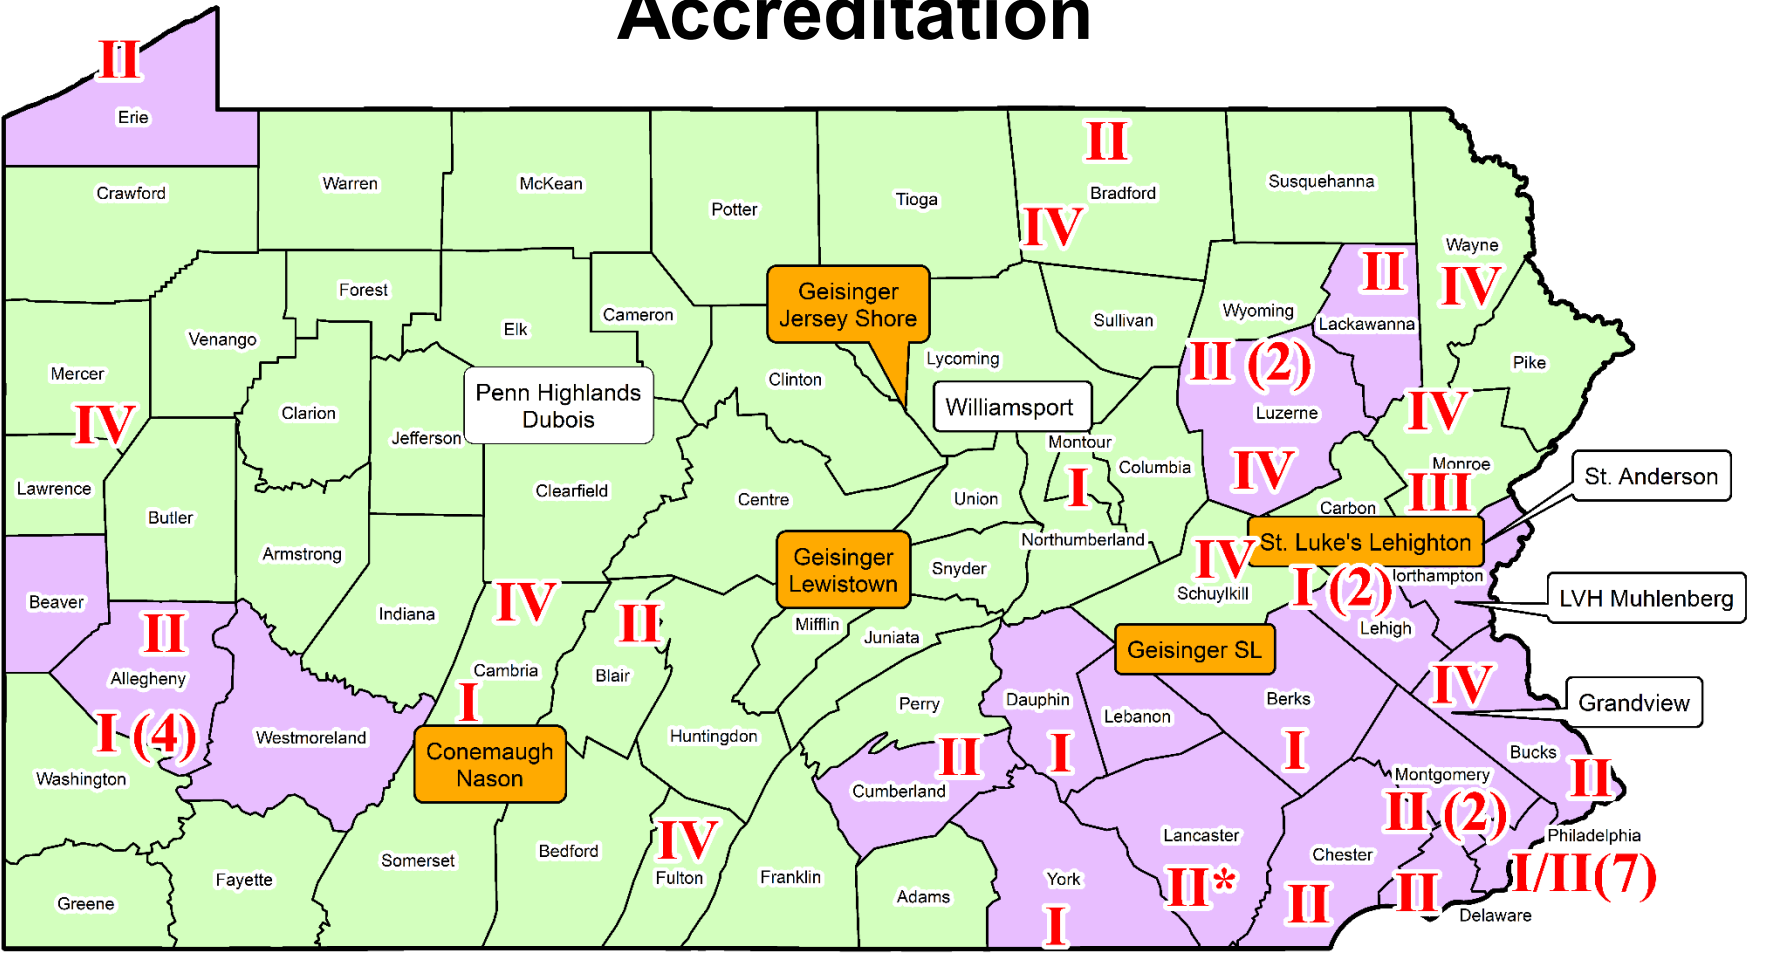 Accreditation
II
Erie
Crawford
Warren
McKean
Potter
Tioga
II
Bradford
IV
Susquehanna
Wayne
IV
Forest
Venango
Elk
Cameron
Geisinger
Jersey Shore
Sullivan
Wyoming
II
Lackawanna
Mercer
IV
Clarion
Jefferson
Penn Highlands
Dubois
Clinton
Lycoming
Williamsport
II (2)
Luzerne
IV
Pike
IV
Monroe
III
Lawrence
Butler
Armstrong
Clearfield
Centre
Union
Montour
I
Columbia
Northumberland
Carbon
St. Anderson
St. Luke's Lehighton
Beaver
Indiana
IV
Cambria
I
II
Blair
Geisinger
Lewistown
Snyder
Mifflin
Juniata
IV
Schuylkill
I (2)
orthampton
Lehigh
LVH Muhlenberg
II
Allegheny
I (4)
Westmoreland
Washington
Conemaugh
Nason
Huntingdon
Perry
Dauphin
I
Lebanon
Geisinger SL
Berks
I
IV
Grandview
Bucks
II
Montgomery
II (2)
Philadelphia
I/II(7)
Greene
Fayette
Somerset
Bedford
IV
Fulton
Franklin
II
Cumberland
Adams
York
I
Lancaster
II*
Chester
II
II
Delaware